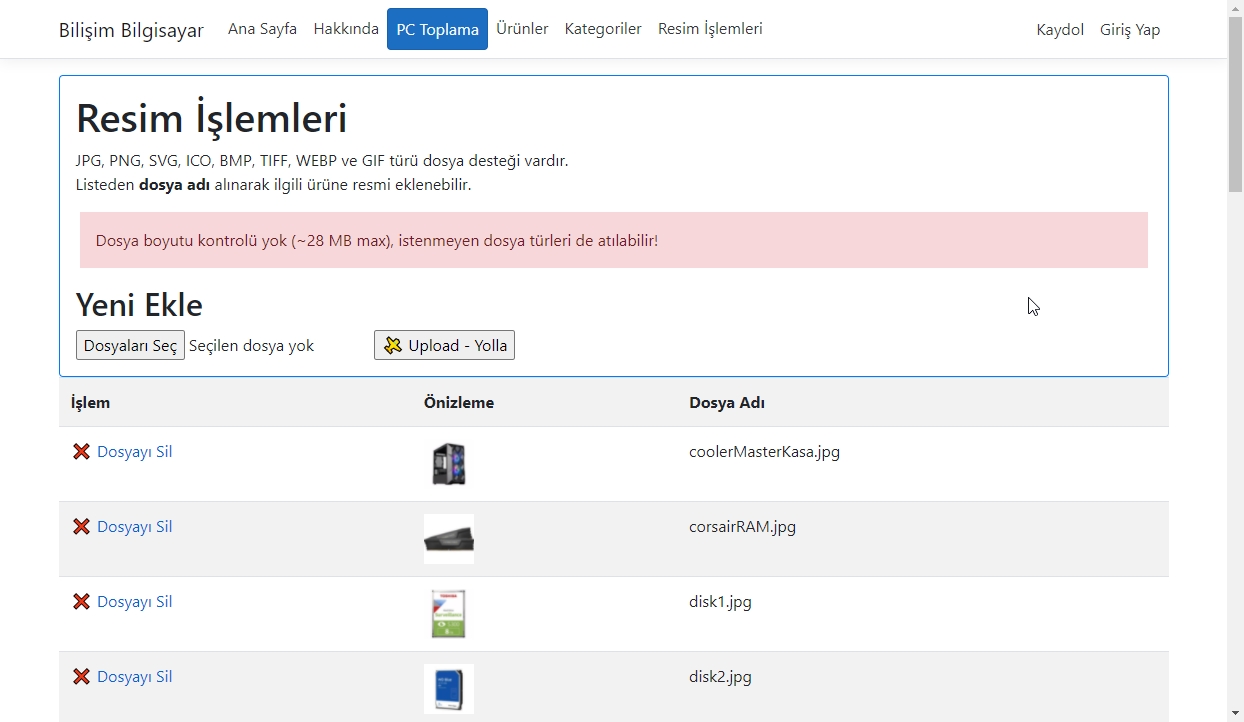 Bilişim Bilgisayar Ana Sayfa Hakkında PC Toplama Ürünler Kategoriler Resim İşlemleri Kaydol Giriş Yap
Resim İşlemleri
JPG, PNG, SVG, ICO, BMP, TIFF, WEBP ve GIF türü dosya desteği vardır.
Listeden dosya adı alınarak ilgili ürüne resmi eklenebilir.
Dosya boyutu kontrolü yok (~28 MB max), istenmeyen dosya türleri de atılabilir!
Yeni Ekle
Dosyaları Seç Seçilen dosya yok Upload - Yolla
İşlem Önizleme Dosya Adı
Dosyayı Sil coolerMasterKasa.jpg
Dosyayı Sil corsairRAM.jpg
Dosyayı Sil disk1.jpg
Dosyayı Sil disk2.jpg